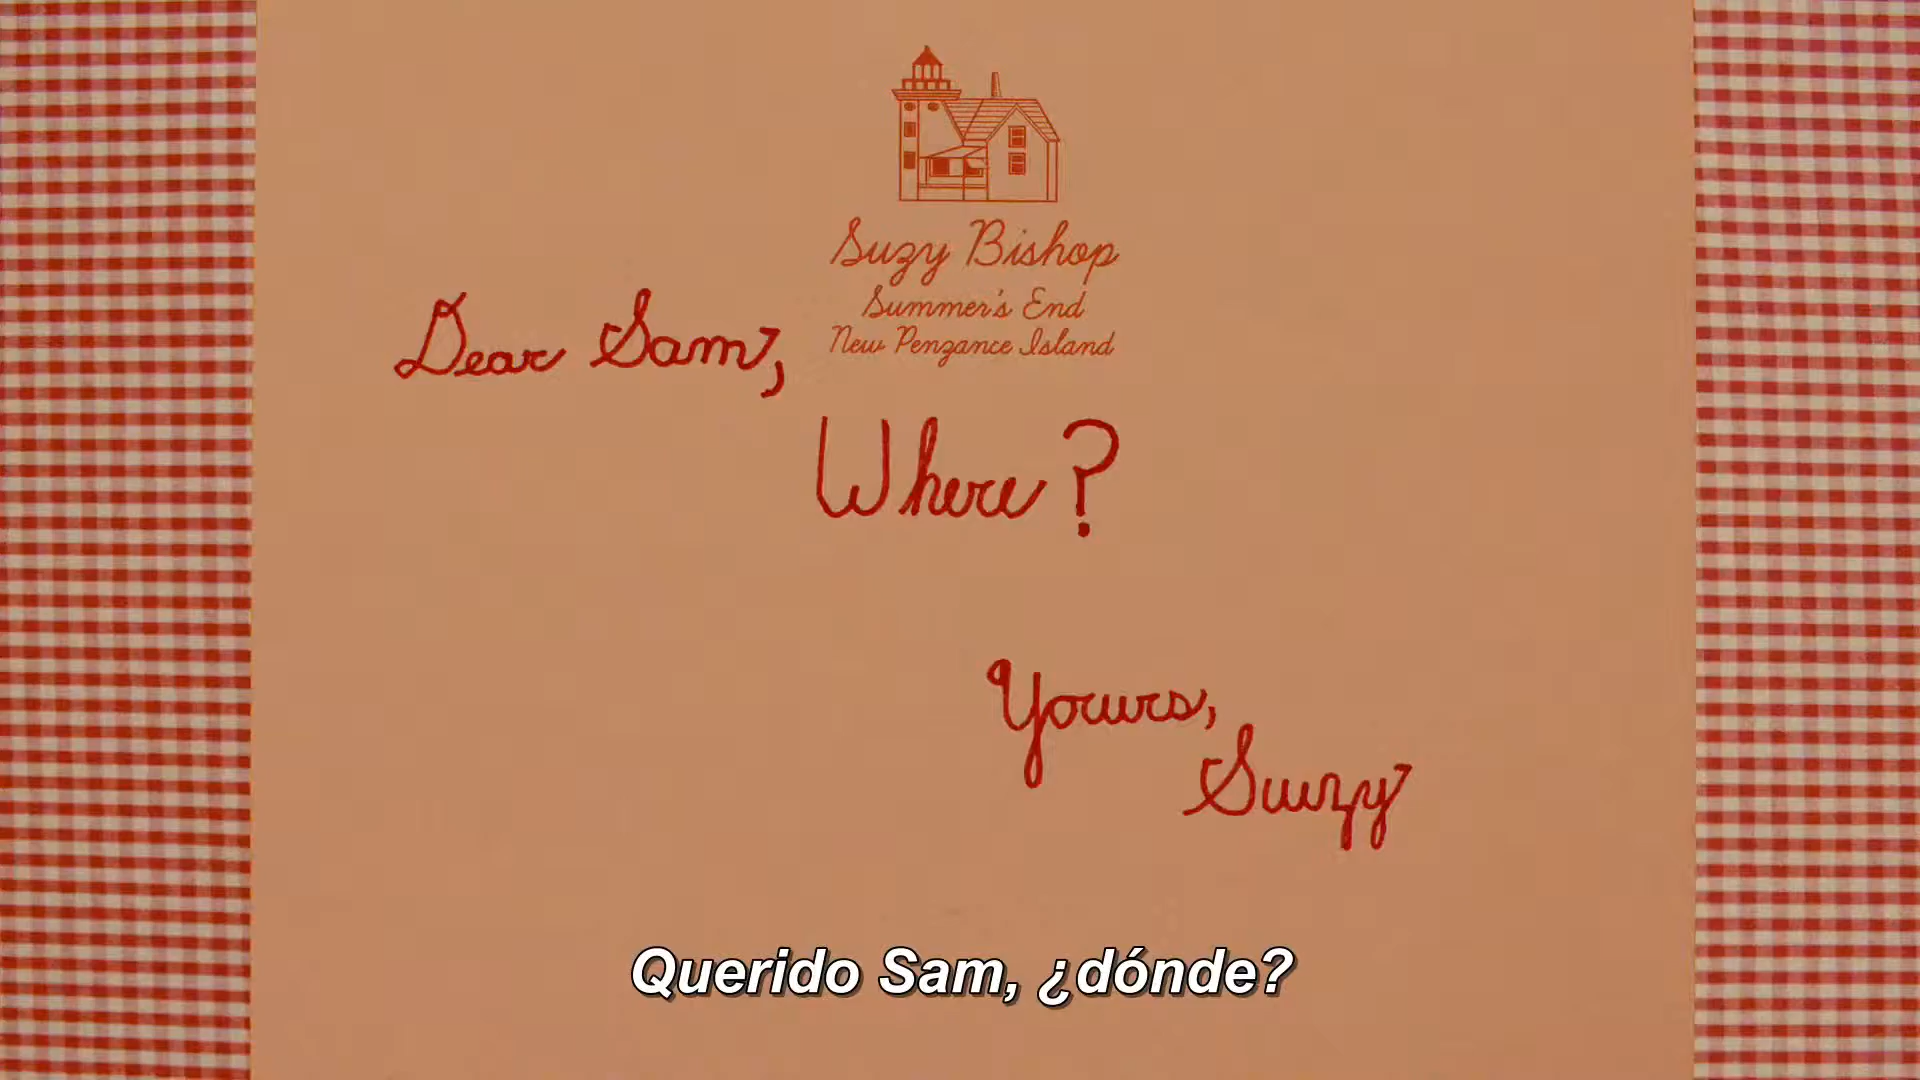 Suzy Bishop
Summer's End
New Penzance Island
Dear Sam,
Where?
Yours,
Suzy
Querido Sam, ¿dónde?